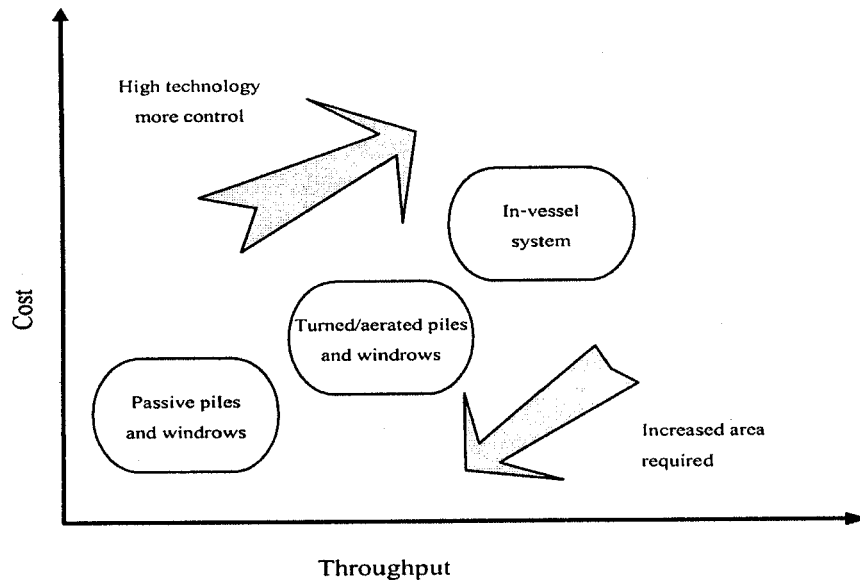 High technology
more control
In-vessel
system
Turned/aerated piles
and windrows
Passive piles
and windrows
Increased area
required
Cost
Throughput